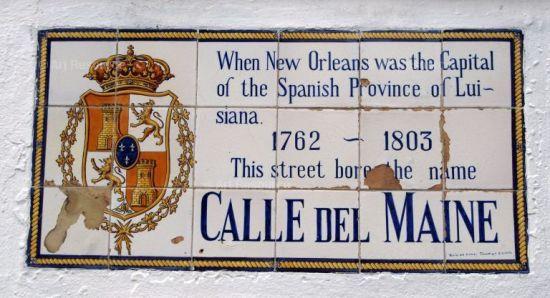 When New Orleans was the Capital
of the Spanish Province of Lui-
siana.
1762 ~ 1803
This street bore the name
CALLE DEL MAINE